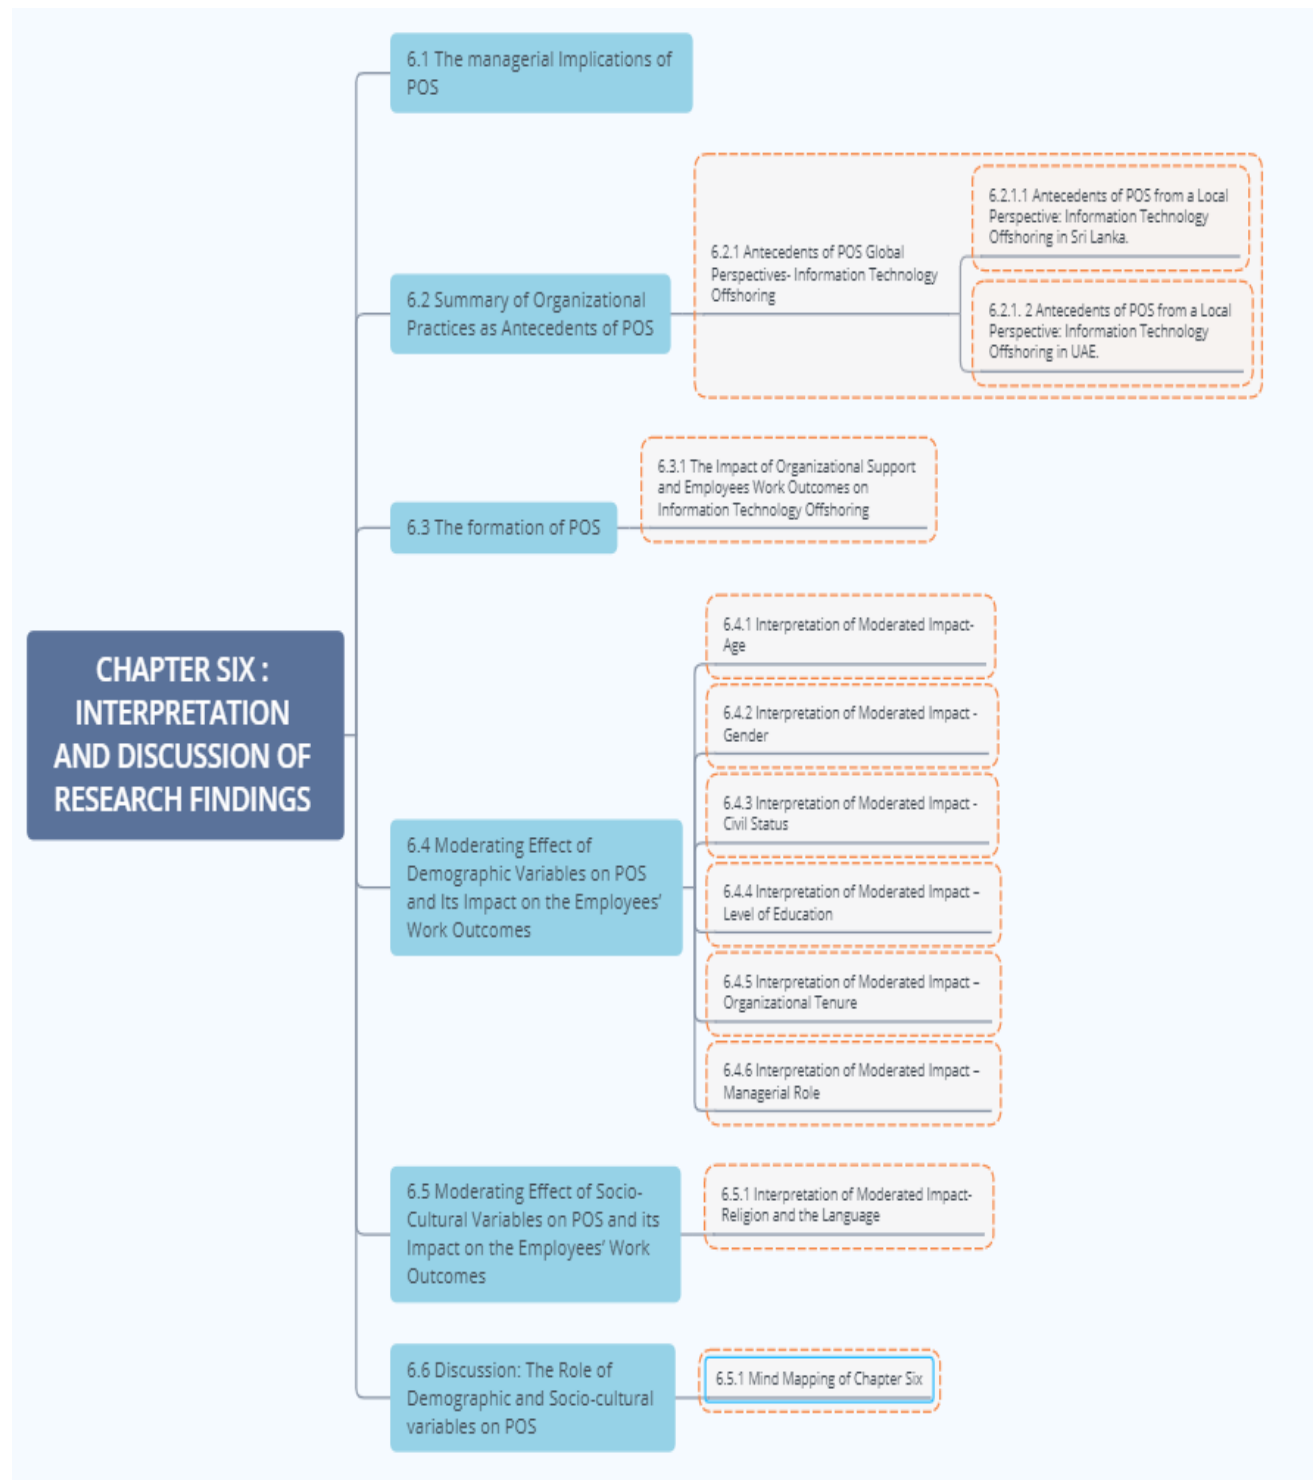 6.1 The managerial Implications of
POS
6.2 Summary of Organizational
Practices as Antecedents of POS
6.2.1 Antecedents of POS Global
Perspectives- Information Technology
Offshoring
6.2.1.1 Antecedents of POS from a Local
Perspective: Information Technology
Offshoring in Sri Lanka.
6.2.1. 2 Antecedents of POS from a Local
Perspective: Information Technology
Offshoring in UAE.
6.3 The formation of POS
6.3.1 The Impact of Organizational Support
and Employees Work Outcomes on
Information Technology Offshoring
CHAPTER SIX :
INTERPRETATION
AND DISCUSSION OF
RESEARCH FINDINGS
6.4 Moderating Effect of
Demographic Variables on POS
and Its Impact on the Employees’
Work Outcomes
6.4.1 Interpretation of Moderated Impact-
Age
6.4.2 Interpretation of Moderated Impact -
Gender
6.4.3 Interpretation of Moderated Impact -
Civil Status
6.4.4 Interpretation of Moderated Impact –
Level of Education
6.4.5 Interpretation of Moderated Impact –
Organizational Tenure
6.4.6 Interpretation of Moderated Impact –
Managerial Role
6.5 Moderating Effect of Socio-
Cultural Variables on POS and its
Impact on the Employees’ Work
Outcomes
6.5.1 Interpretation of Moderated Impact-
Religion and the Language
6.6 Discussion: The Role of
Demographic and Socio-cultural
variables on POS
6.5.1 Mind Mapping of Chapter Six